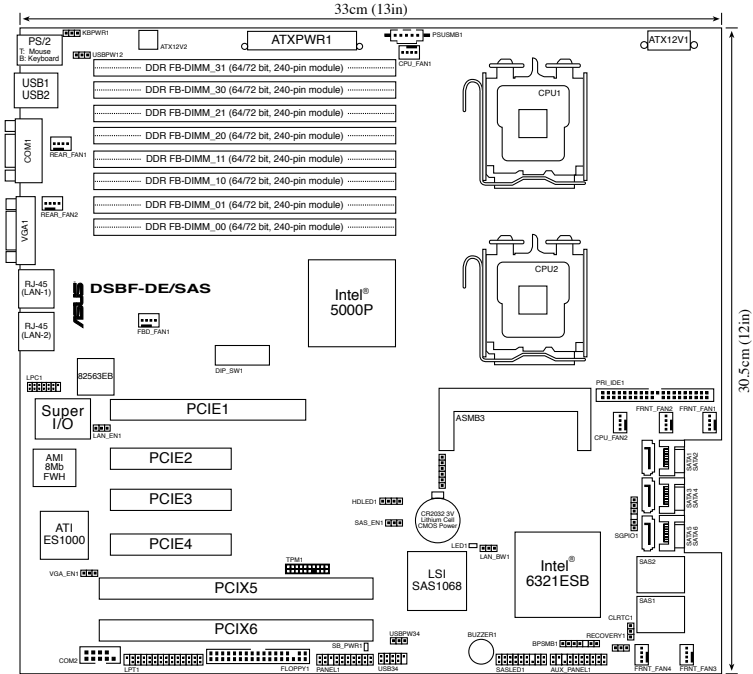 33cm (13in)
PS/2
T: Mouse
B: Keyboard
KBPWR1
USBPW12
ATX12V2
ATXPWR1
PSUSMB1
CPU_FAN1
ATX12V1
USB1
USB2
DDR FB-DIMM_31 (64/72 bit, 240-pin module)
DDR FB-DIMM_30 (64/72 bit, 240-pin module)
DDR FB-DIMM_21 (64/72 bit, 240-pin module)
DDR FB-DIMM_20 (64/72 bit, 240-pin module)
DDR FB-DIMM_11 (64/72 bit, 240-pin module)
DDR FB-DIMM_10 (64/72 bit, 240-pin module)
DDR FB-DIMM_01 (64/72 bit, 240-pin module)
DDR FB-DIMM_00 (64/72 bit, 240-pin module)
CPU1
COM1
REAR_FAN1
REAR_FAN2
VGA1
CPU2
RJ-45
(LAN-1)
RJ-45
(LAN-2)
ASUS
DSBF-DE/SAS
FBD_FAN1
Intel®
5000P
30.5cm (12in)
DIP_SW1
82563EB
LPC1
Super
I/O
LAN_EN1
PCIE1
ASMB3
PRI_IDE1
CPU_FAN2
FRNT_FAN2
FRNT_FAN1
AMI
8Mb
FWH
PCIE2
PCIE3
PCIE4
ATI
ES1000
HDLED1
SAS_EN1
CR2032 3V
Lithium Cell
CMOS Power
SATA1
SATA2
SATA3
SATA4
SATA5
SATA6
SGPIO1
LED1
LAN_BW1
TPM1
VGA_EN1
PCIX5
LSI
SAS1068
Intel®
6321ESB
SAS2
SAS1
PCIX6
CLRTC1
RECOVERY1
USBPW34
SB_PWR1
BUZZER1
BPSMB1
COM2
LPT1
FLOPPY1
PANEL1
USB34
SASLED1
AUX_PANEL1
FRNT_FAN4
FRNT_FAN3